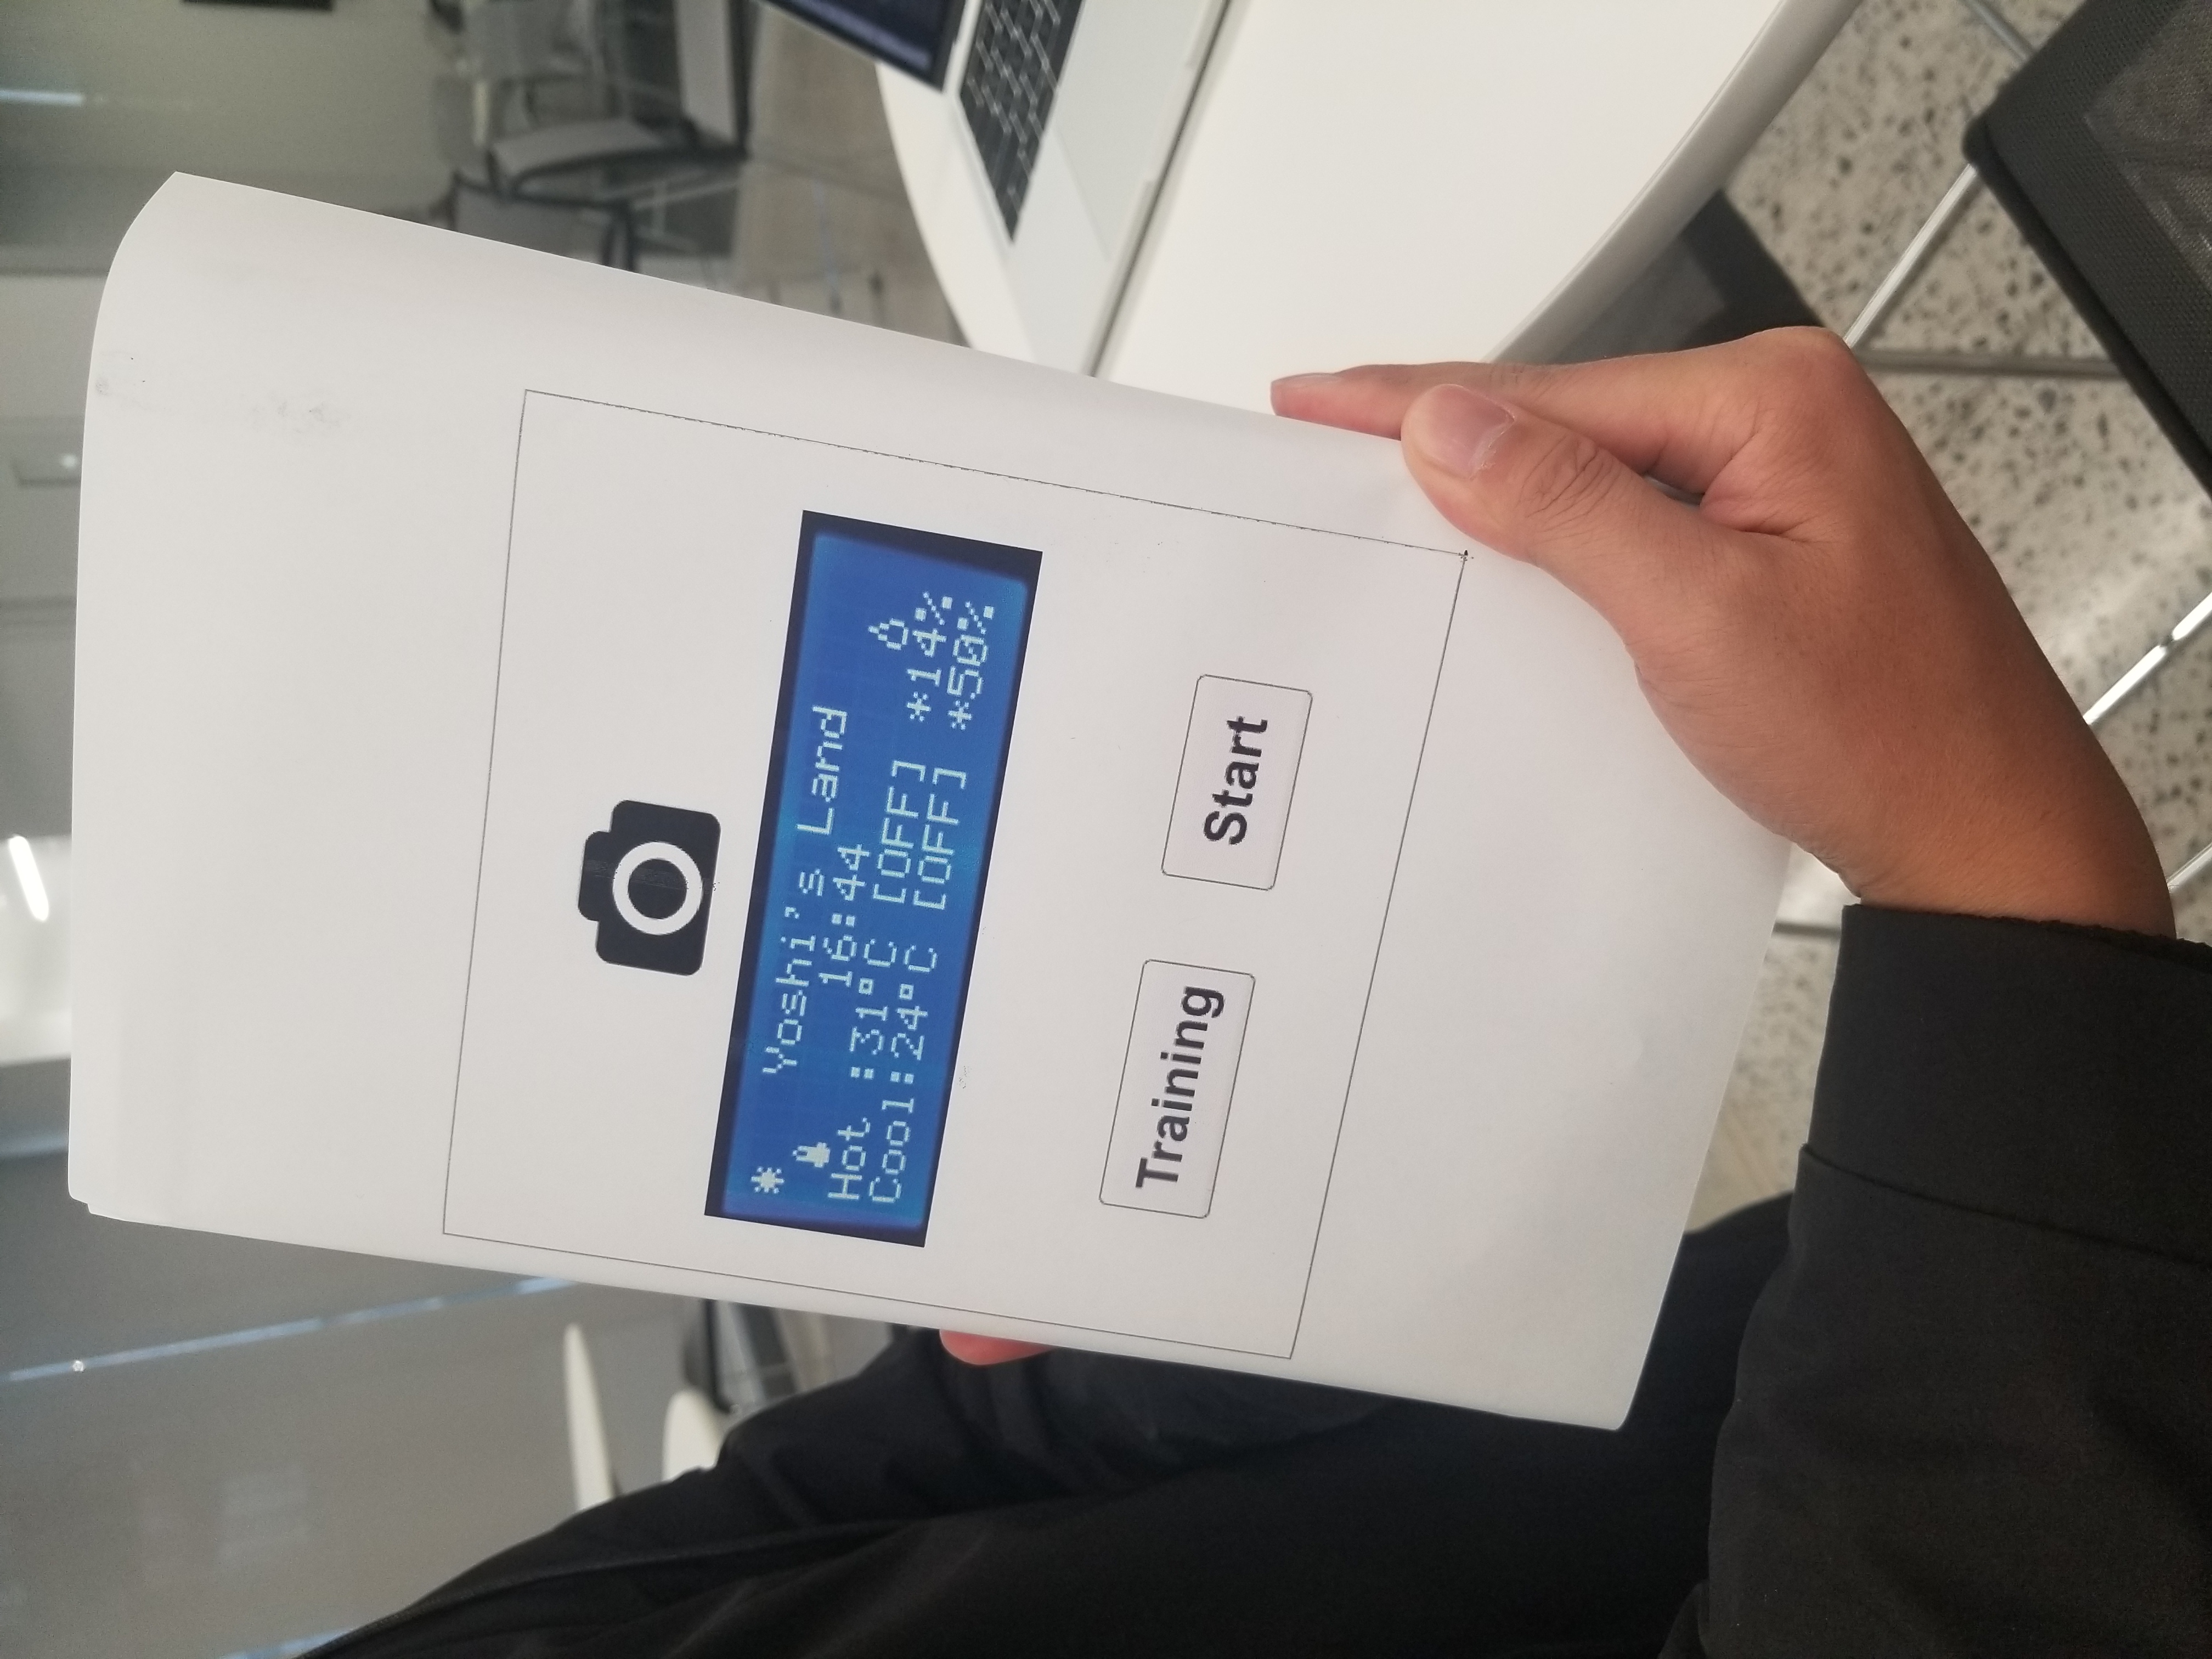 Yoshi's Land
16:44
Hot :31°C [OFF] *14%
Cool:24°C [OFF] *50%
Training
Start